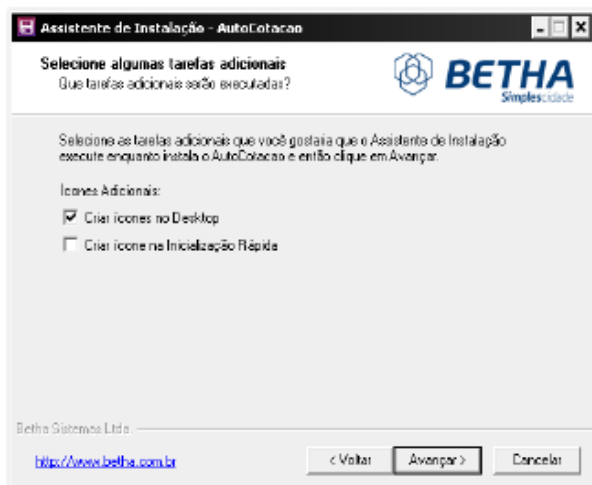 Assistente de Instalação - AutoCotacao
Selecione algumas tarefas adicionais
Que tarefas adicionais serão executadas?
BETHA
Simplescidade
Selecione as tarefas adicionais que você gostaria que o Assistente de Instalação
execute enquanto instala o AutoCotacao e então clique em Avançar.
Ícones Adicionais:
Criar ícones no Desktop
Criar ícone na Inicialização Rápida
Betha Sistemas Ltda.
http://www.betha.com.br
< Voltar
Avançar >
Cancelar